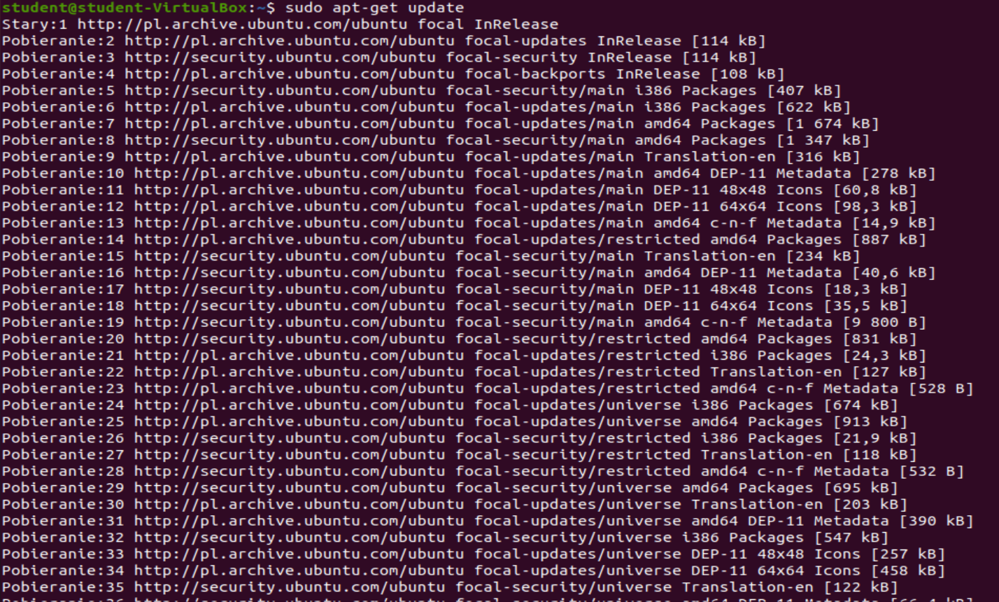 student@student-VirtualBox:~$ sudo apt-get update
Stary:1 http://pl.archive.ubuntu.com/ubuntu focal InRelease
Pobieranie:2 http://pl.archive.ubuntu.com/ubuntu focal-updates InRelease [114 kB]
Pobieranie:3 http://security.ubuntu.com/ubuntu focal-security InRelease [114 kB]
Pobieranie:4 http://pl.archive.ubuntu.com/ubuntu focal-backports InRelease [108 kB]
Pobieranie:5 http://security.ubuntu.com/ubuntu focal-security/main i386 Packages [407 kB]
Pobieranie:6 http://pl.archive.ubuntu.com/ubuntu focal-updates/main i386 Packages [622 kB]
Pobieranie:7 http://pl.archive.ubuntu.com/ubuntu focal-updates/main amd64 Packages [1 674 kB]
Pobieranie:8 http://security.ubuntu.com/ubuntu focal-security/main amd64 Packages [1 347 kB]
Pobieranie:9 http://pl.archive.ubuntu.com/ubuntu focal-updates/main Translation-en [316 kB]
Pobieranie:10 http://pl.archive.ubuntu.com/ubuntu focal-updates/main amd64 DEP-11 Metadata [278 kB]
Pobieranie:11 http://pl.archive.ubuntu.com/ubuntu focal-updates/main DEP-11 48x48 Icons [60,8 kB]
Pobieranie:12 http://pl.archive.ubuntu.com/ubuntu focal-updates/main DEP-11 64x64 Icons [98,3 kB]
Pobieranie:13 http://pl.archive.ubuntu.com/ubuntu focal-updates/main amd64 c-n-f Metadata [14,9 kB]
Pobieranie:14 http://pl.archive.ubuntu.com/ubuntu focal-updates/restricted amd64 Packages [887 kB]
Pobieranie:15 http://security.ubuntu.com/ubuntu focal-security/main Translation-en [234 kB]
Pobieranie:16 http://security.ubuntu.com/ubuntu focal-security/main amd64 DEP-11 Metadata [40,6 kB]
Pobieranie:17 http://security.ubuntu.com/ubuntu focal-security/main DEP-11 48x48 Icons [18,3 kB]
Pobieranie:18 http://security.ubuntu.com/ubuntu focal-security/main DEP-11 64x64 Icons [35,5 kB]
Pobieranie:19 http://security.ubuntu.com/ubuntu focal-security/main amd64 c-n-f Metadata [9 800 B]
Pobieranie:20 http://security.ubuntu.com/ubuntu focal-security/restricted amd64 Packages [831 kB]
Pobieranie:21 http://pl.archive.ubuntu.com/ubuntu focal-updates/restricted i386 Packages [24,3 kB]
Pobieranie:22 http://pl.archive.ubuntu.com/ubuntu focal-updates/restricted Translation-en [127 kB]
Pobieranie:23 http://pl.archive.ubuntu.com/ubuntu focal-updates/restricted amd64 c-n-f Metadata [528 B]
Pobieranie:24 http://pl.archive.ubuntu.com/ubuntu focal-updates/universe i386 Packages [674 kB]
Pobieranie:25 http://pl.archive.ubuntu.com/ubuntu focal-updates/universe amd64 Packages [913 kB]
Pobieranie:26 http://security.ubuntu.com/ubuntu focal-security/restricted i386 Packages [21,9 kB]
Pobieranie:27 http://security.ubuntu.com/ubuntu focal-security/restricted Translation-en [118 kB]
Pobieranie:28 http://security.ubuntu.com/ubuntu focal-security/restricted amd64 c-n-f Metadata [532 B]
Pobieranie:29 http://security.ubuntu.com/ubuntu focal-security/universe amd64 Packages [695 kB]
Pobieranie:30 http://pl.archive.ubuntu.com/ubuntu focal-updates/universe Translation-en [203 kB]
Pobieranie:31 http://pl.archive.ubuntu.com/ubuntu focal-updates/universe amd64 DEP-11 Metadata [390 kB]
Pobieranie:32 http://security.ubuntu.com/ubuntu focal-security/universe i386 Packages [547 kB]
Pobieranie:33 http://pl.archive.ubuntu.com/ubuntu focal-updates/universe DEP-11 48x48 Icons [257 kB]
Pobieranie:34 http://pl.archive.ubuntu.com/ubuntu focal-updates/universe DEP-11 64x64 Icons [458 kB]
Pobieranie:35 http://security.ubuntu.com/ubuntu focal-security/universe Translation-en [122 kB]